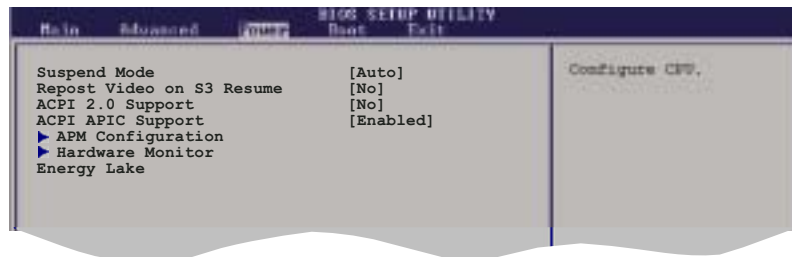 BIOS SETUP UTILITY
Main Advanced Power Boot Exit
Suspend Mode [Auto]
Repost Video on S3 Resume [No]
ACPI 2.0 Support [No]
ACPI APIC Support [Enabled]
APM Configuration
Hardware Monitor
Energy Lake
Configure CPU.